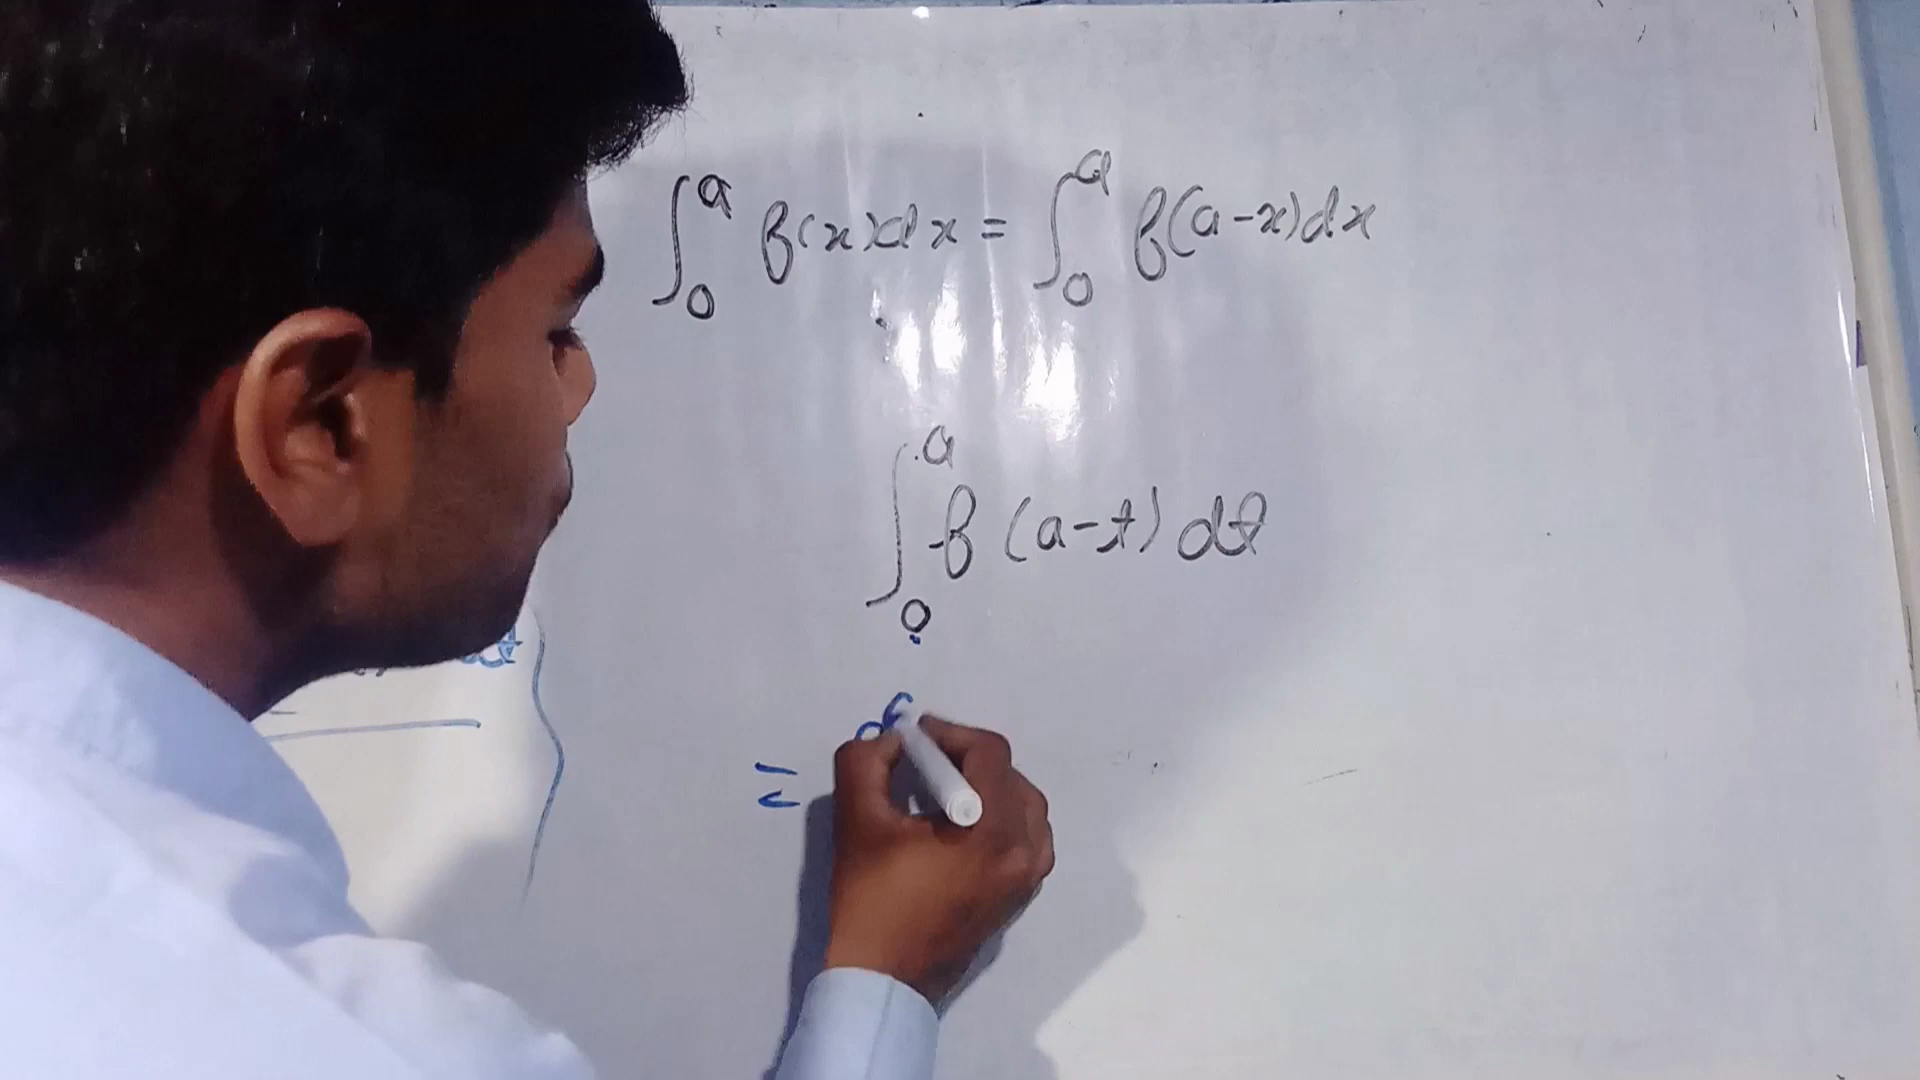 ∫₀ᵃ f(x)dx = ∫₀ᵃ f(a-x)dx
∫₀ᵃ f(a-t) dt
=